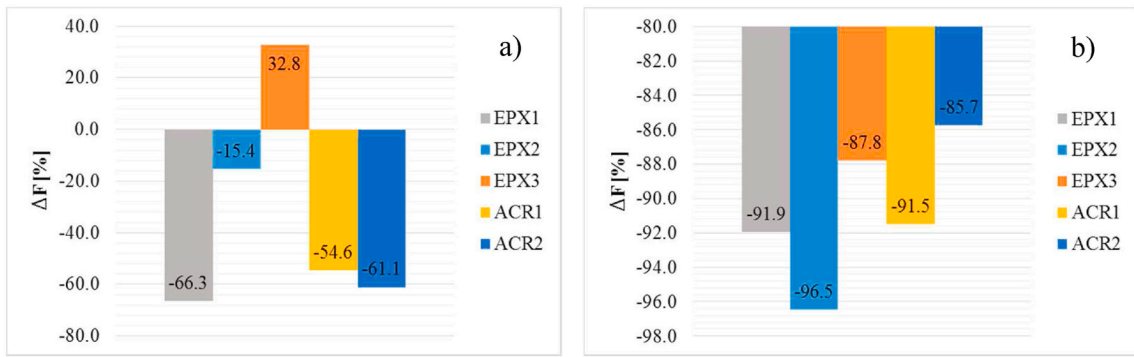 a)
40.0
20.0
0.0
-20.0
-40.0
-60.0
-80.0
ΔF [%]
32.8
-15.4
-54.6
-61.1
-66.3
EPX1
EPX2
EPX3
ACR1
ACR2
b)
-80.0
-82.0
-84.0
-86.0
-88.0
-90.0
-92.0
-94.0
-96.0
-98.0
ΔF [%]
-85.7
-87.8
-91.5
-91.9
-96.5
EPX1
EPX2
EPX3
ACR1
ACR2